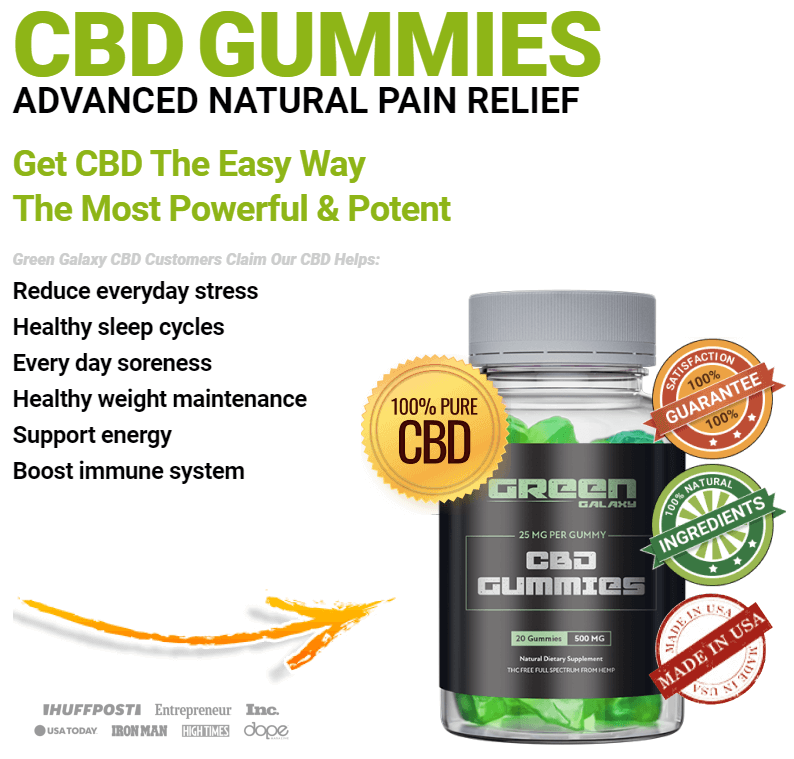 CBD GUMMIES
ADVANCED NATURAL PAIN RELIEF
Get CBD The Easy Way
The Most Powerful & Potent
Green Galaxy CBD Customers Claim Our CBD Helps:
Reduce everyday stress
Healthy sleep cycles
Every day soreness
Healthy weight maintenance
Support energy
Boost immune system
100% PURE
CBD
GREEN
GALAXY
25 MG PER GUMMY
CBD
GUMMIES
20 Gummies 500 MG
Natural Dietary Supplement
THC FREE FULL SPECTRUM FROM HEMP
SATISFACTION
100%
GUARANTEE
100%
100% NATURAL
INGREDIENTS
MADE IN USA
MADE IN USA
MADE IN USA
IHUFFPOSTI Entrepreneur Inc.
USA TODAY IRONMAN HIGH TIMES dope